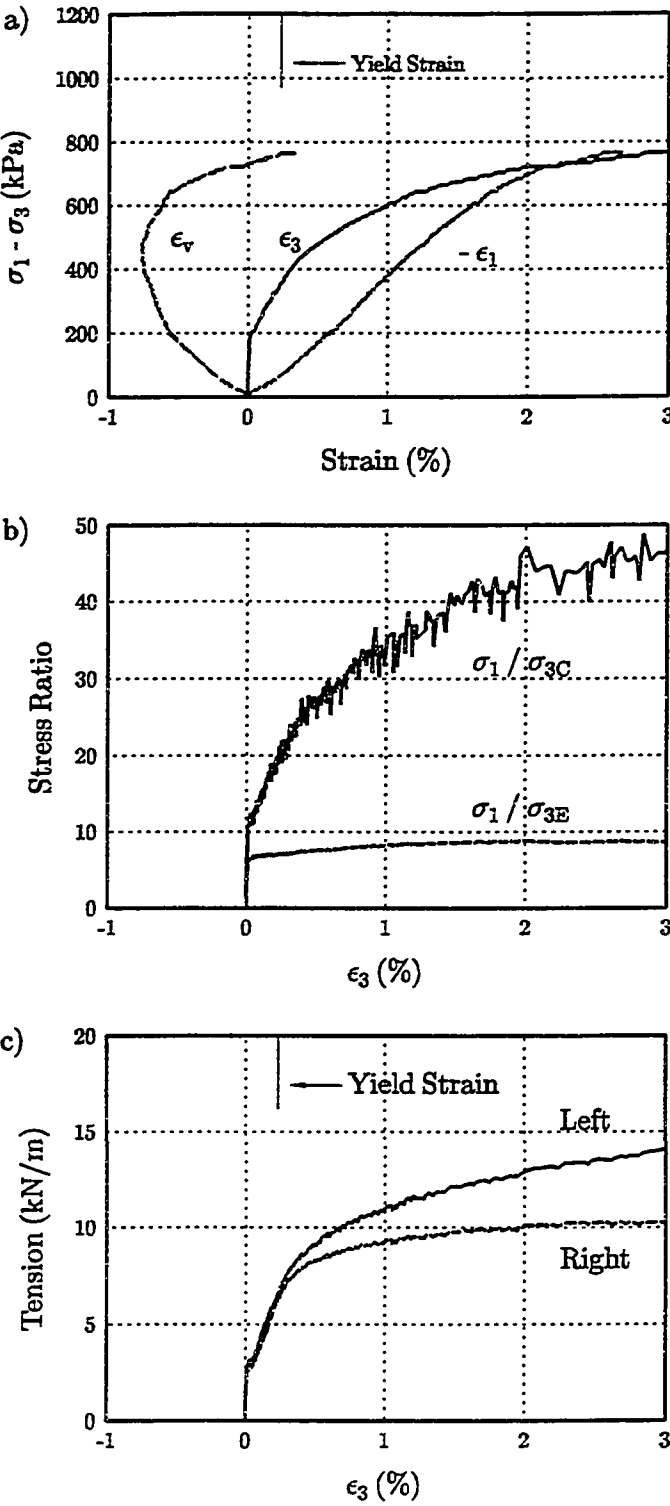 a)
1200
1000
800
600
400
200
0
σ₁ - σ₃ (kPa)
Yield Strain
ϵᵥ
ϵ₃
- ϵ₁
-1 0 1 2 3
Strain (%)
b)
50
40
30
20
10
0
Stress Ratio
σ₁ / σ₃C
σ₁ / σ₃E
-1 0 1 2 3
ϵ₃ (%)
c)
20
15
10
5
0
Tension (kN/m)
Yield Strain
Left
Right
-1 0 1 2 3
ϵ₃ (%)